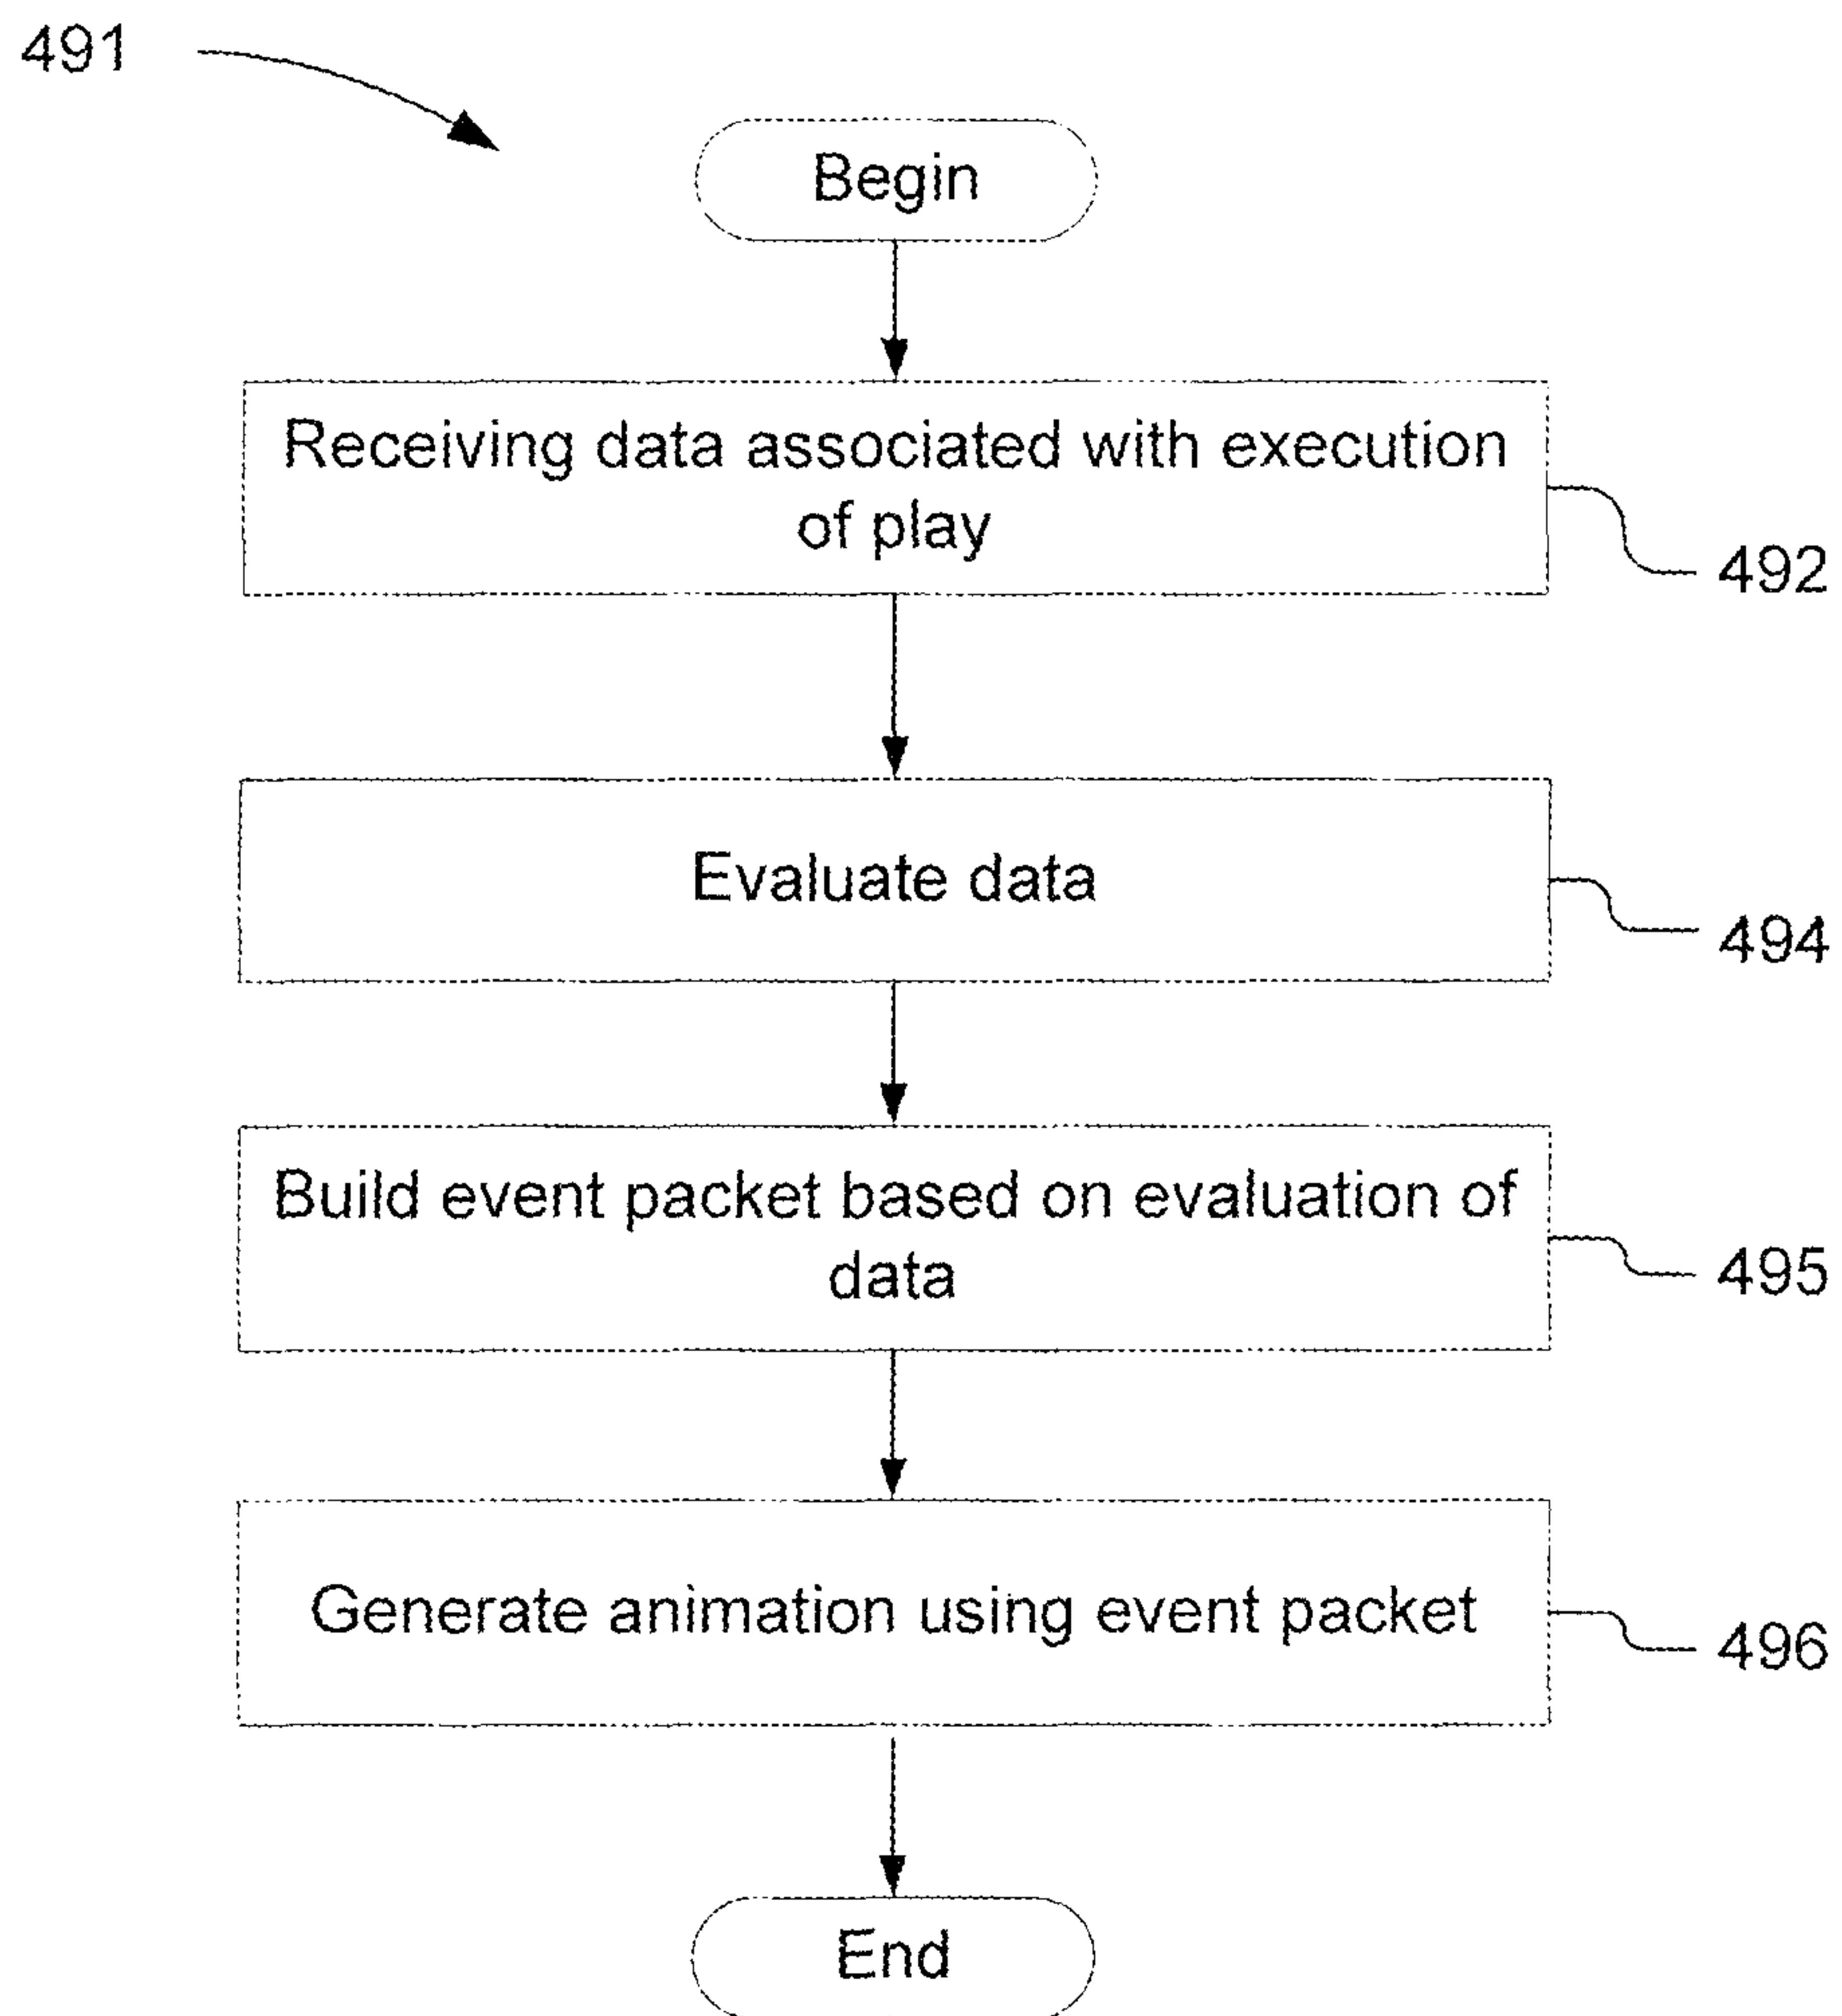 491
Begin
Receiving data associated with execution
of play
492
Evaluate data
494
Build event packet based on evaluation of
data
495
Generate animation using event packet
496
End